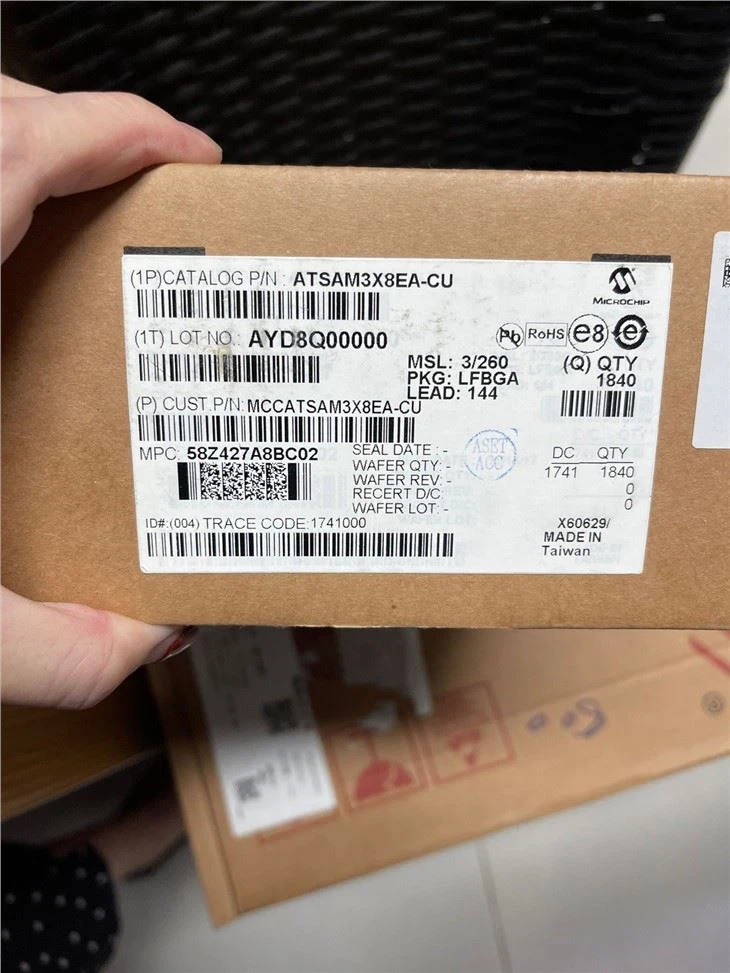 (1P)CATALOG P/N: ATSAM3X8EA-CU
MICROCHIP
(1T) LOT NO.: AYD8Q00000
Pb RoHS e8 e
MSL: 3/260
PKG: LFBGA
LEAD: 144
(Q) QTY
1840
(P) CUST.P/N: MCCATSAM3X8EA-CU
MPC: 58Z427A8BC02
SEAL DATE : -
WAFER QTY: -
WAFER REV: -
RECERT D/C:
WAFER LOT: -
ASET
ACC
DC QTY
1741 1840
0
0
ID#:(004) TRACE CODE:1741000
X60629/
MADE IN
Taiwan